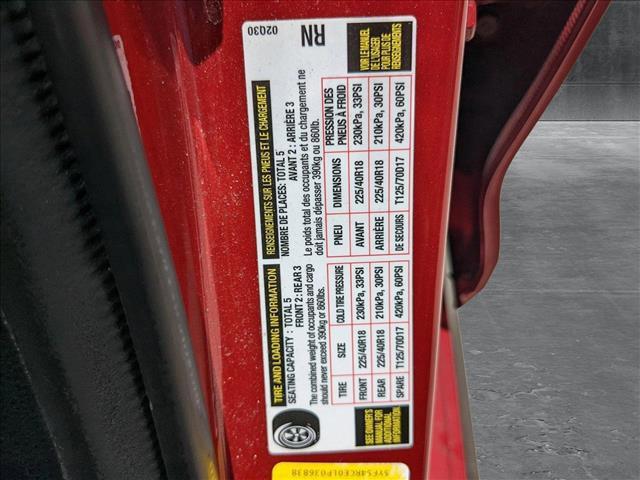 TIRE AND LOADING INFORMATION
SEATING CAPACITY : TOTAL 5
FRONT 2 : REAR 3
The combined weight of occupants and cargo
should never exceed 390kg or 860lbs.
TIRE SIZE COLD TIRE PRESSURE
FRONT 225/40R18 230kPa, 33PSI
REAR 225/40R18 210kPa, 30PSI
SPARE T125/70D17 420kPa, 60PSI
SEE OWNER'S
MANUAL FOR
ADDITIONAL
INFORMATION
RENSEIGNEMENTS SUR LES PNEUS ET LE CHARGEMENT
NOMBRE DE PLACES: TOTAL 5
AVANT 2 : ARRIÈRE 3
Le poids total des occupants et du chargement ne
doit jamais dépasser 390kg ou 860lb.
PNEU DIMENSIONS PRESSION DES
PNEUS À FROID
AVANT 225/40R18 230kPa, 33PSI
ARRIÈRE 225/40R18 210kPa, 30PSI
DE SECOURS T125/70D17 420kPa, 60PSI
VOIR LE MANUEL
DE L'USAGER
POUR PLUS DE
RENSEIGNEMENTS
02Q30
RN
5YFS4RCE0LP036838